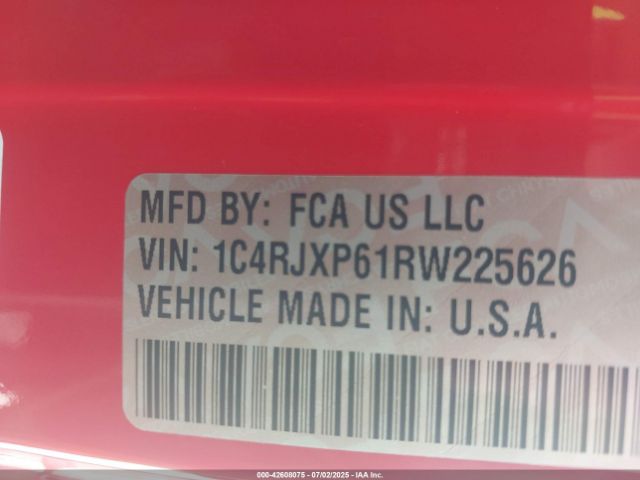 MFD BY: FCA US LLC
VIN: 1C4RJXP61RW225626
VEHICLE MADE IN: U.S.A.
000-42608075 | 07/02/2025 | IAA Inc.